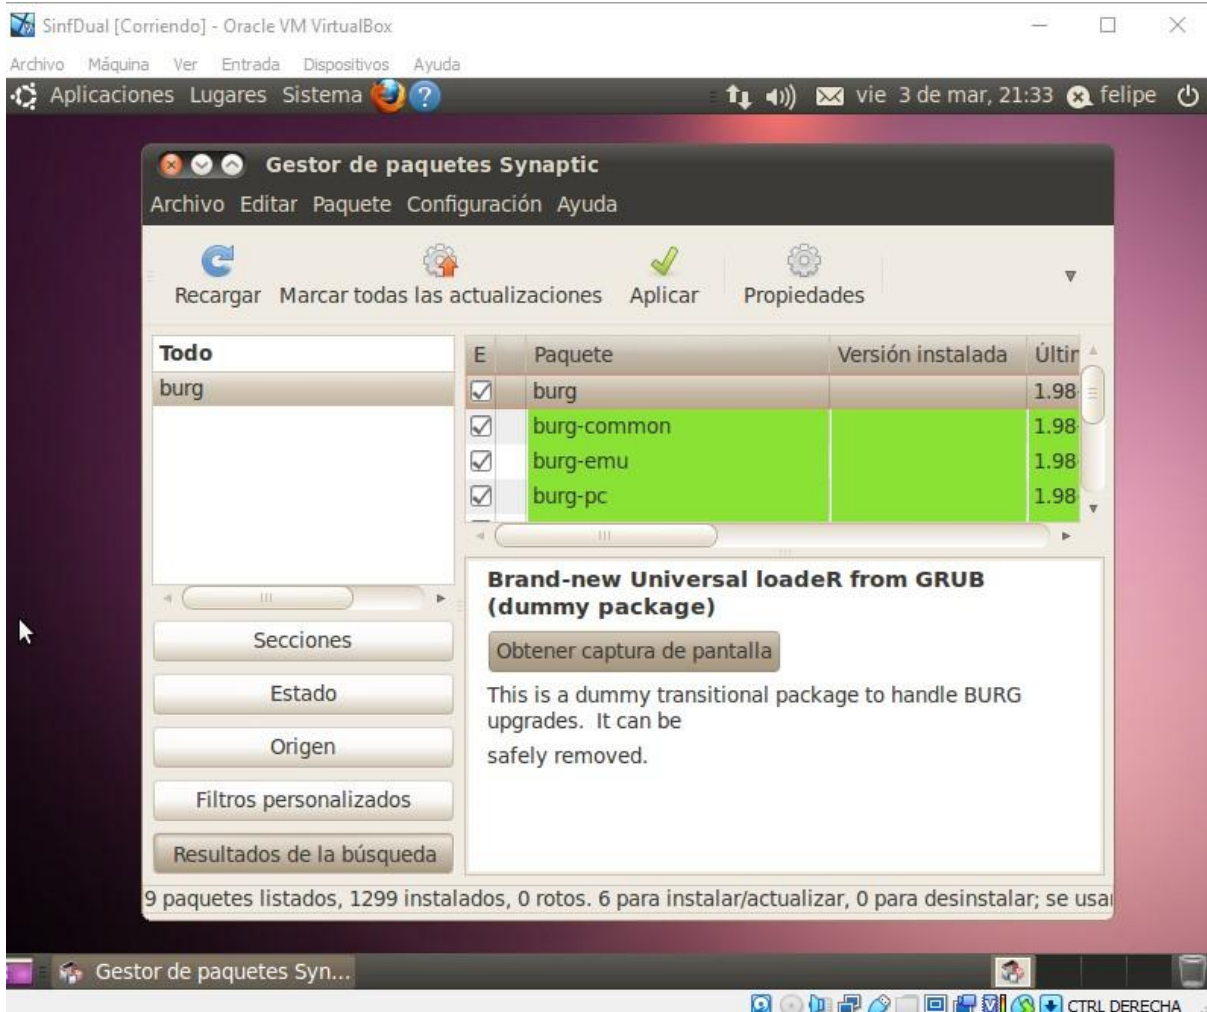 SinfDual [Corriendo] - Oracle VM VirtualBox
Archivo Máquina Ver Entrada Dispositivos Ayuda
Aplicaciones Lugares Sistema ? vie 3 de mar, 21:33 felipe
Gestor de paquetes Synaptic
Archivo Editar Paquete Configuración Ayuda
Recargar Marcar todas las actualizaciones Aplicar Propiedades
Todo
burg
E Paquete Versión instalada Últir
burg 1.98
burg-common 1.98
burg-emu 1.98
burg-pc 1.98
Brand-new Universal loadeR from GRUB
(dummy package)
Obtener captura de pantalla
This is a dummy transitional package to handle BURG
upgrades. It can be
safely removed.
Secciones
Estado
Origen
Filtros personalizados
Resultados de la búsqueda
9 paquetes listados, 1299 instalados, 0 rotos. 6 para instalar/actualizar, 0 para desinstalar; se usa
Gestor de paquetes Syn...
CTRL DERECHA